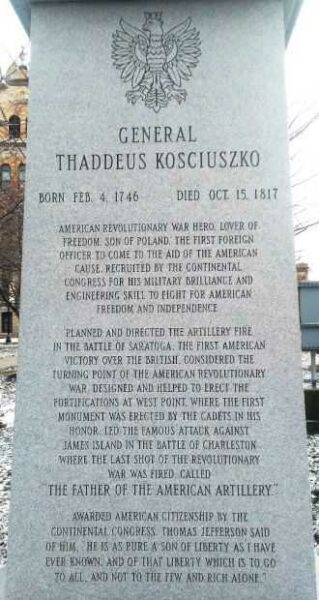 GENERAL
THADDEUS KOSCIUSZKO
BORN FEB. 4, 1746 DIED OCT. 15, 1817
AMERICAN REVOLUTIONARY WAR HERO. LOVER OF
FREEDOM. SON OF POLAND. THE FIRST FOREIGN
OFFICER TO COME TO THE AID OF THE AMERICAN
CAUSE. RECRUITED BY THE CONTINENTAL
CONGRESS FOR HIS MILITARY BRILLIANCE AND
ENGINEERING SKILL TO FIGHT FOR AMERICAN
FREEDOM AND INDEPENDENCE.
PLANNED AND DIRECTED THE ARTILLERY FIRE
IN THE BATTLE OF SARATOGA, THE FIRST AMERICAN
VICTORY OVER THE BRITISH, CONSIDERED THE
TURNING POINT OF THE AMERICAN REVOLUTIONARY
WAR. DESIGNED AND HELPED TO ERECT THE
FORTIFICATIONS AT WEST POINT, WHERE THE FIRST
MONUMENT WAS ERECTED BY THE CADETS IN HIS
HONOR. LED THE FAMOUS ATTACK AGAINST
JAMES ISLAND IN THE BATTLE OF CHARLESTON
WHERE THE LAST SHOT OF THE REVOLUTIONARY
WAR WAS FIRED. CALLED
"THE FATHER OF THE AMERICAN ARTILLERY."
AWARDED AMERICAN CITIZENSHIP BY THE
CONTINENTAL CONGRESS. THOMAS JEFFERSON SAID
OF HIM, "HE IS AS PURE A SON OF LIBERTY AS I HAVE
EVER KNOWN, AND OF THAT LIBERTY WHICH IS TO GO
TO ALL, AND NOT TO THE FEW AND RICH ALONE."